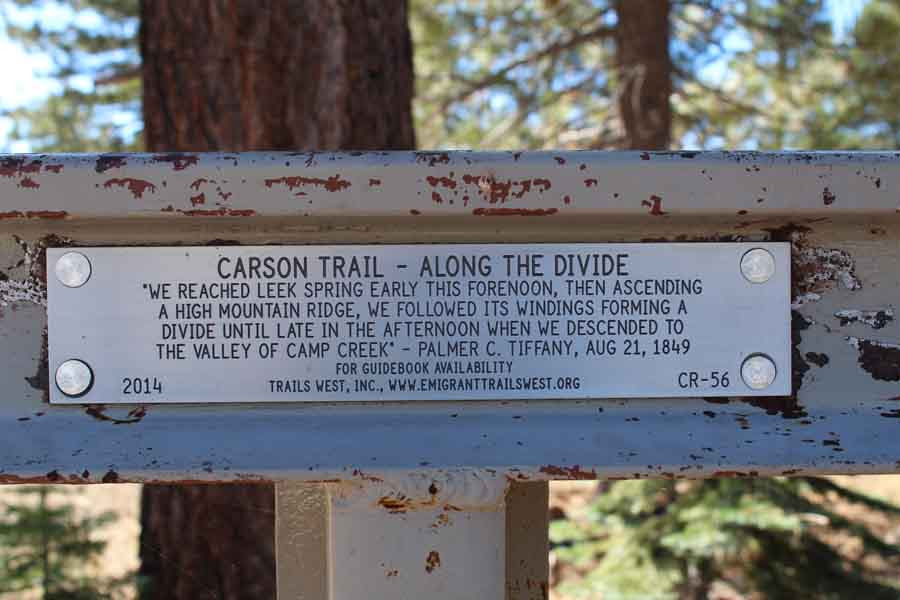 CARSON TRAIL - ALONG THE DIVIDE
"WE REACHED LEEK SPRING EARLY THIS FORENOON, THEN ASCENDING
A HIGH MOUNTAIN RIDGE, WE FOLLOWED ITS WINDINGS FORMING A
DIVIDE UNTIL LATE IN THE AFTERNOON WHEN WE DESCENDED TO
THE VALLEY OF CAMP CREEK" - PALMER C. TIFFANY, AUG 21, 1849
FOR GUIDEBOOK AVAILABILITY
2014 TRAILS WEST, INC., WWW.EMIGRANTTRAILSWEST.ORG CR-56